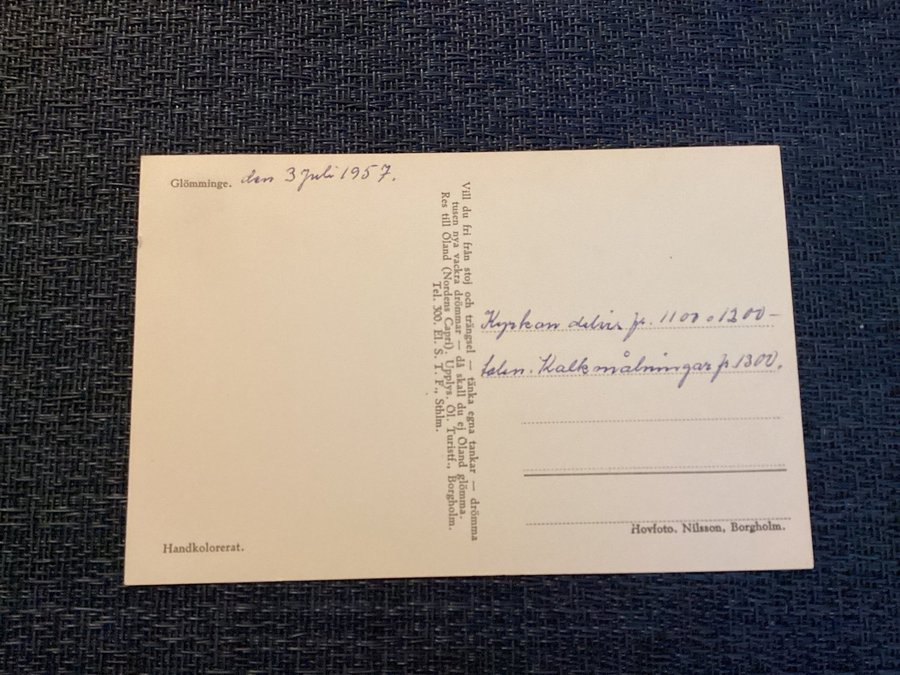 Glömminge. den 3 Juli 1957.
Vill du fri från stoj och trängsel — tänka egna tankar — drömma
tusen nya vackra drömmar — då skall du ej Öland glömma.
Res till Öland (Nordens Capri). Upplys. Öl. Turistf., Borgholm.
Tel. 300. El. S. T. F., Sthlm.
Kyrkan delvis fr. 1100 o 1200-
talen. Kalkmålningar fr 1300.
Hovfoto. Nilsson, Borgholm.
Handkolorerat.